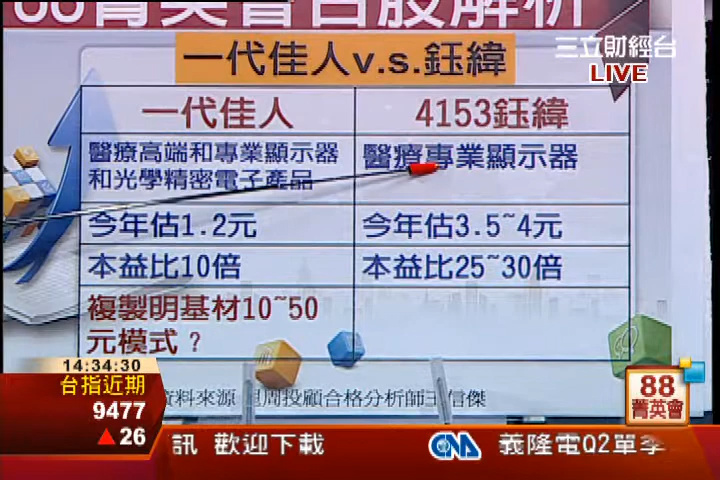 88菁英會台股解析
三立財經台
LIVE
一代佳人v.s.鈺緯
一代佳人
4153鈺緯
醫療高端和專業顯示器
和光學精密電子產品
醫療專業顯示器
今年估1.2元
今年估3.5~4元
本益比10倍
本益比25~30倍
複製明基材10~50
元模式？
資料來源
周投顧合格分析師王信傑
14:34:30
台指近期
9477
▲26
88
菁英會
訊 歡迎下載
CNA
義隆電Q2單季